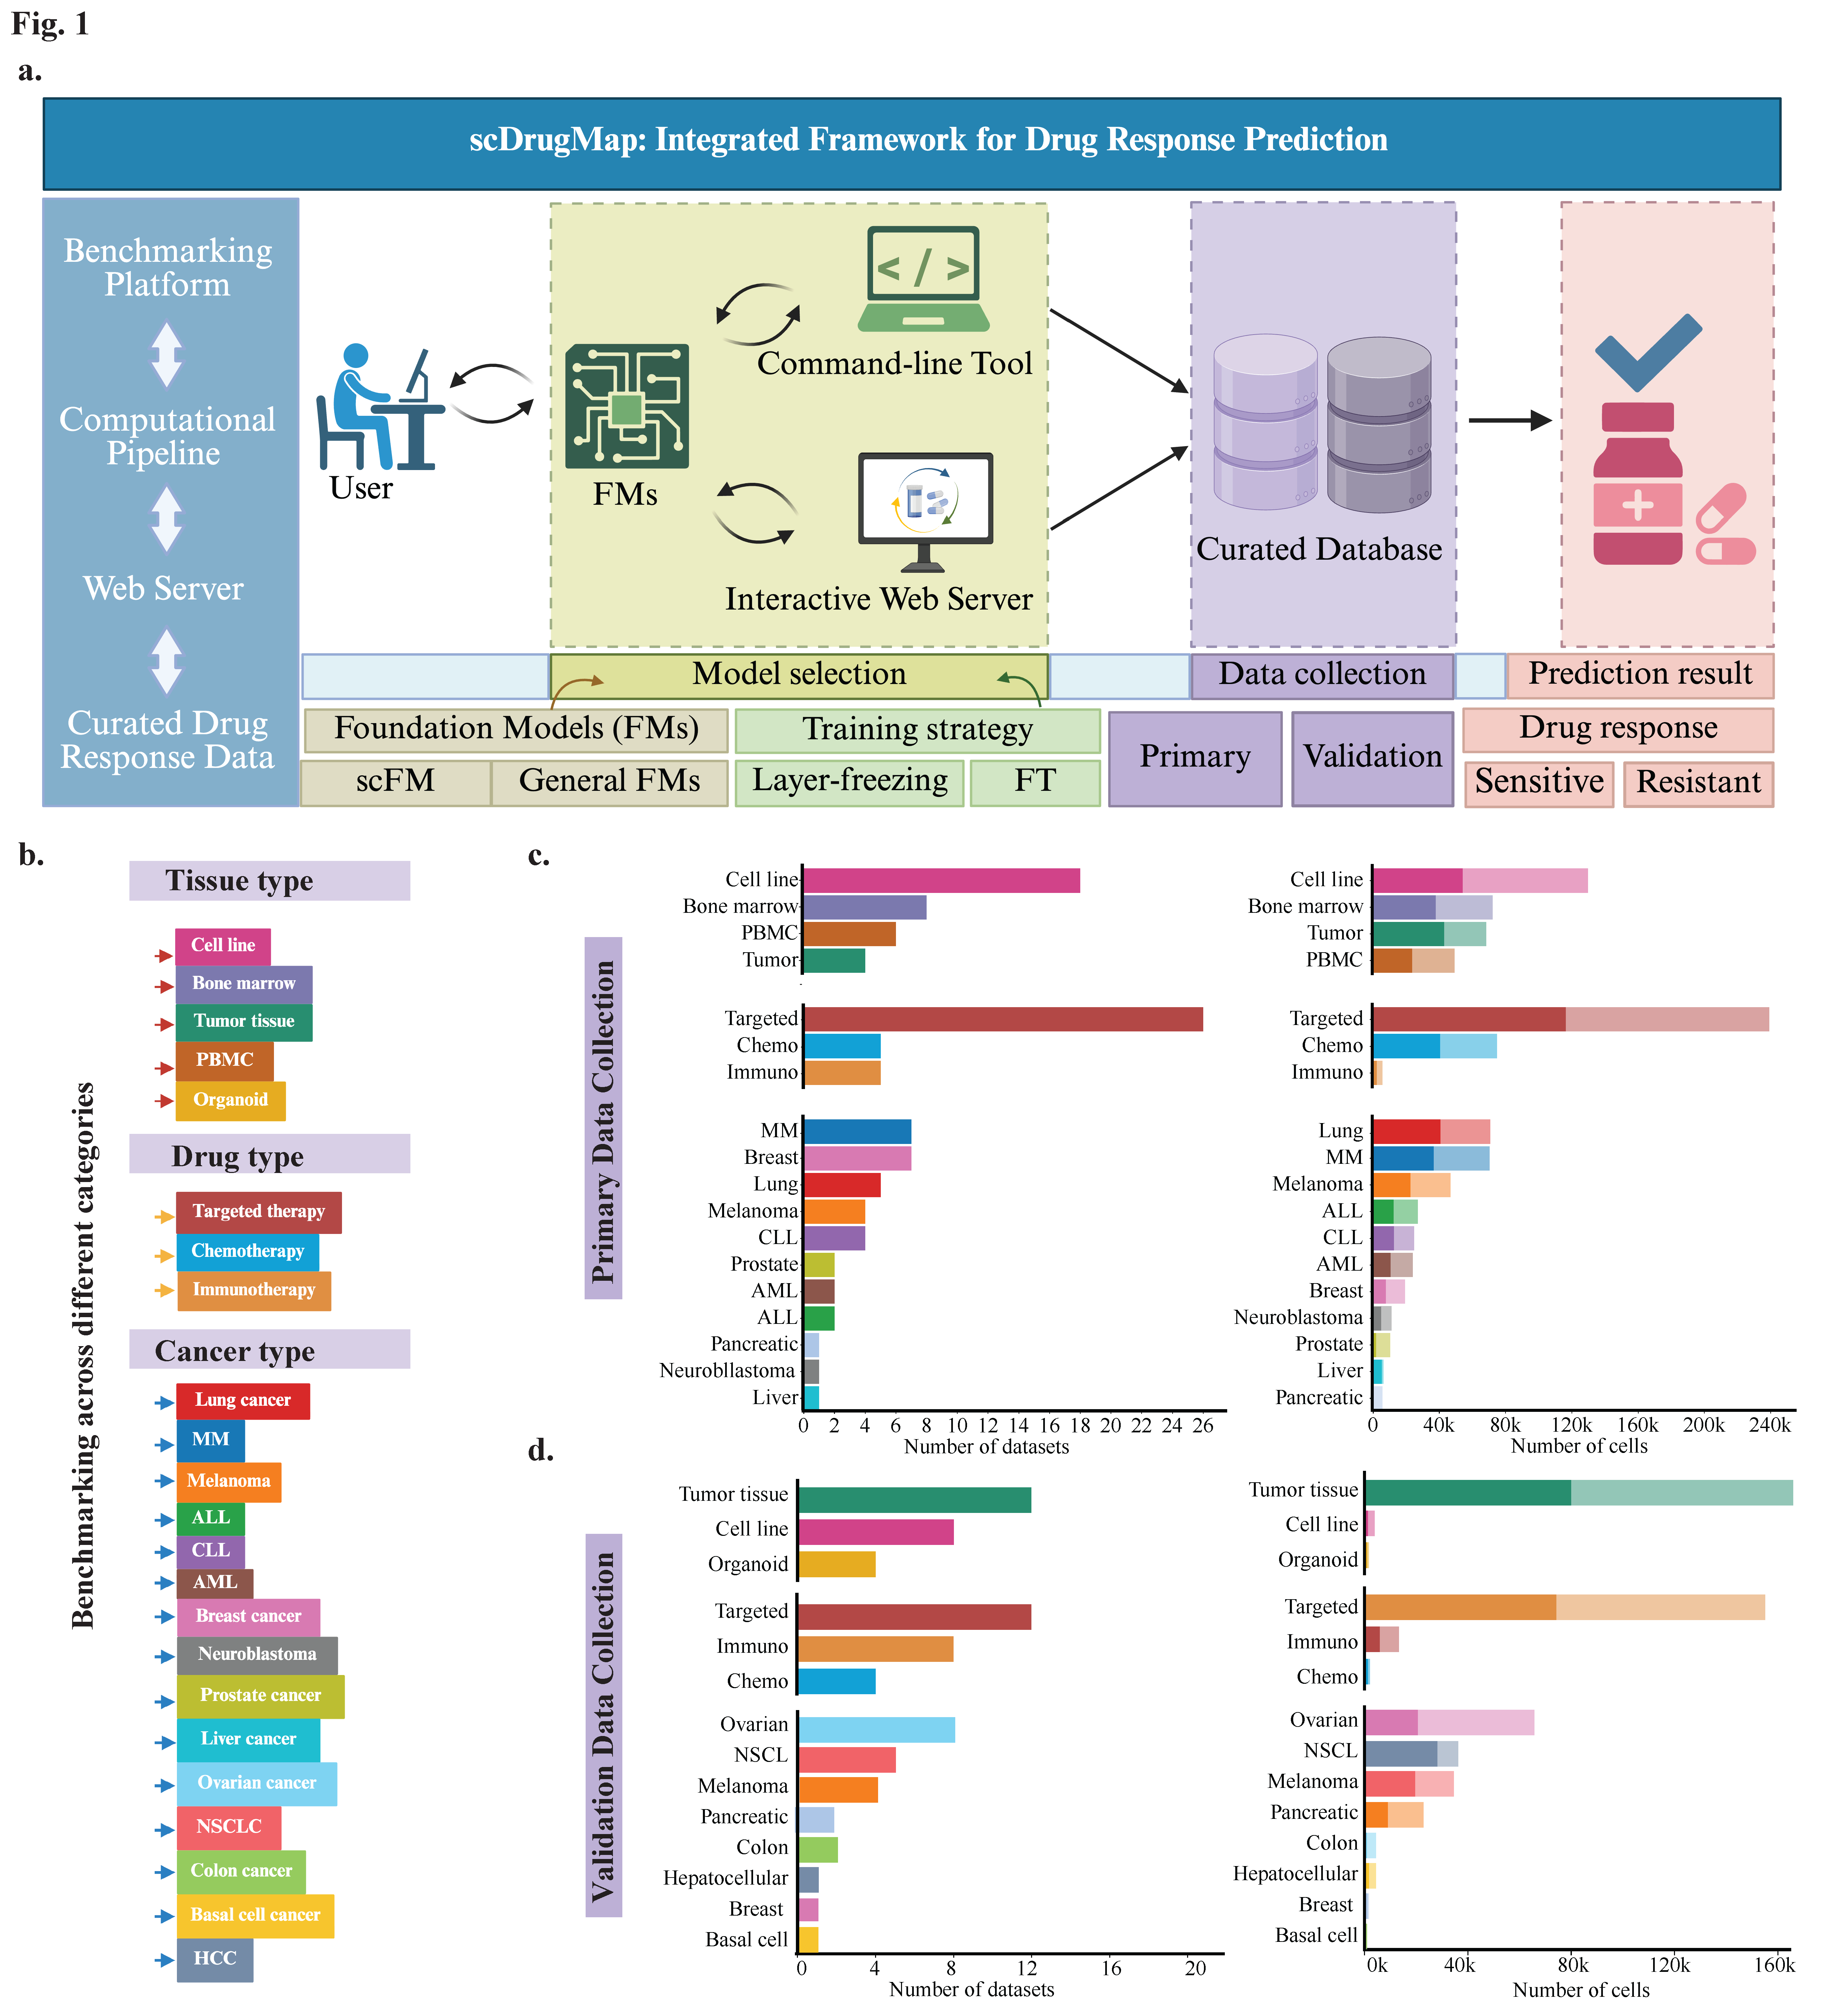 Fig. 1
a.
scDrugMap: Integrated Framework for Drug Response Prediction
Benchmarking
Platform
Computational
Pipeline
Web Server
Curated Drug
Response Data
User
FMs
</>
Command-line Tool
Interactive Web Server
Curated Database
Model selection
Data collection
Prediction result
Foundation Models (FMs)
Training strategy
Primary
Validation
Drug response
scFM
General FMs
Layer-freezing
FT
Sensitive
Resistant
b.
Benchmarking across different categories
Tissue type
Cell line
Bone marrow
Tumor tissue
PBMC
Organoid
Drug type
Targeted therapy
Chemotherapy
Immunotherapy
Cancer type
Lung cancer
MM
Melanoma
ALL
CLL
AML
Breast cancer
Neuroblastoma
Prostate cancer
Liver cancer
Ovarian cancer
NSCLC
Colon cancer
Basal cell cancer
HCC
c.
Primary Data Collection
Cell line
Bone marrow
PBMC
Tumor
Targeted
Chemo
Immuno
MM
Breast
Lung
Melanoma
CLL
Prostate
AML
ALL
Pancreatic
Neurobllastoma
Liver
0 2 4 6 8 10 12 14 16 18 20 22 24 26
Number of datasets
Cell line
Bone marrow
Tumor
PBMC
Targeted
Chemo
Immuno
Lung
MM
Melanoma
ALL
CLL
AML
Breast
Neuroblastoma
Prostate
Liver
Pancreatic
0 40k 80k 120k 160k 200k 240k
Number of cells
d.
Validation Data Collection
Tumor tissue
Cell line
Organoid
Targeted
Immuno
Chemo
Ovarian
NSCL
Melanoma
Pancreatic
Colon
Hepatocellular
Breast
Basal cell
0 4 8 12 16 20
Number of datasets
Tumor tissue
Cell line
Organoid
Targeted
Immuno
Chemo
Ovarian
NSCL
Melanoma
Pancreatic
Colon
Hepatocellular
Breast
Basal cell
0k 40k 80k 120k 160k
Number of cells